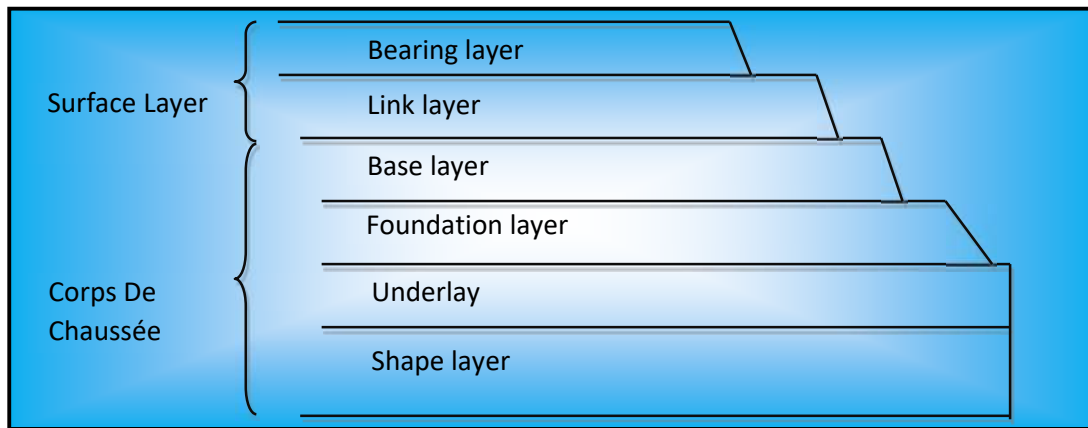 Bearing layer
Surface Layer
Link layer
Base layer
Foundation layer
Corps De
Chaussée
Underlay
Shape layer